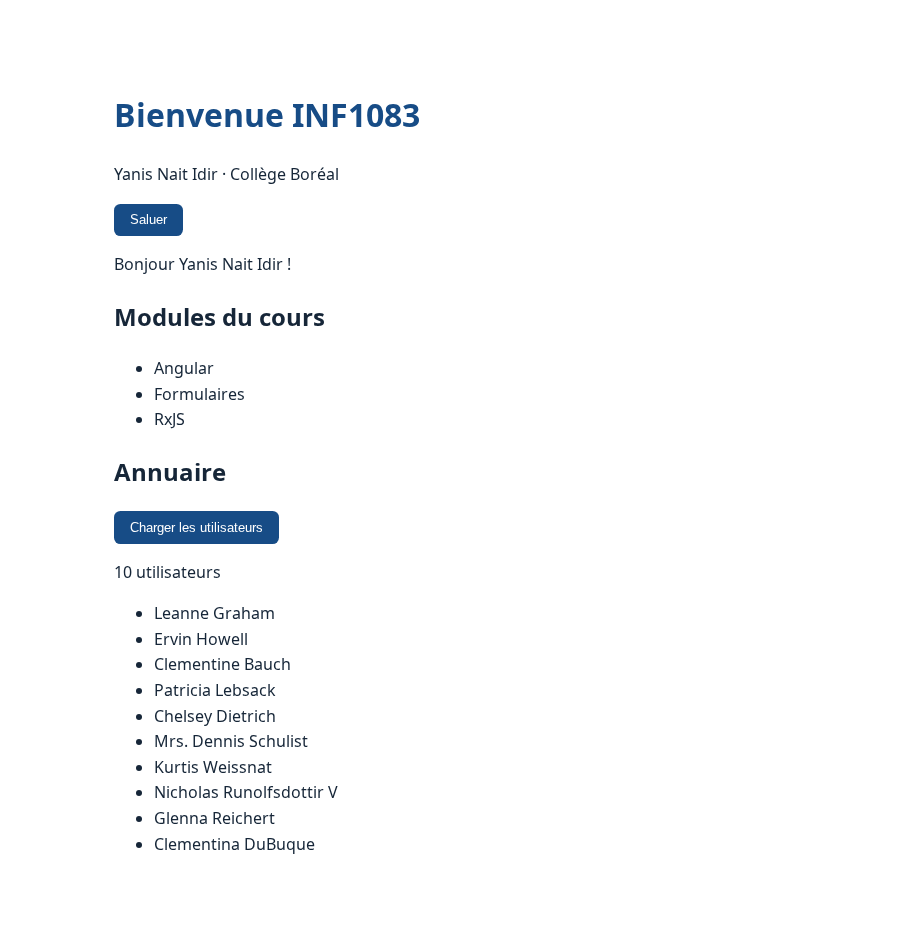 Bienvenue INF1083
Yanis Nait Idir · Collège Boréal
Saluer
Bonjour Yanis Nait Idir !
Modules du cours
Angular
Formulaires
RxJS
Annuaire
Charger les utilisateurs
10 utilisateurs
Leanne Graham
Ervin Howell
Clementine Bauch
Patricia Lebsack
Chelsey Dietrich
Mrs. Dennis Schulist
Kurtis Weissnat
Nicholas Runolfsdottir V
Glenna Reichert
Clementina DuBuque